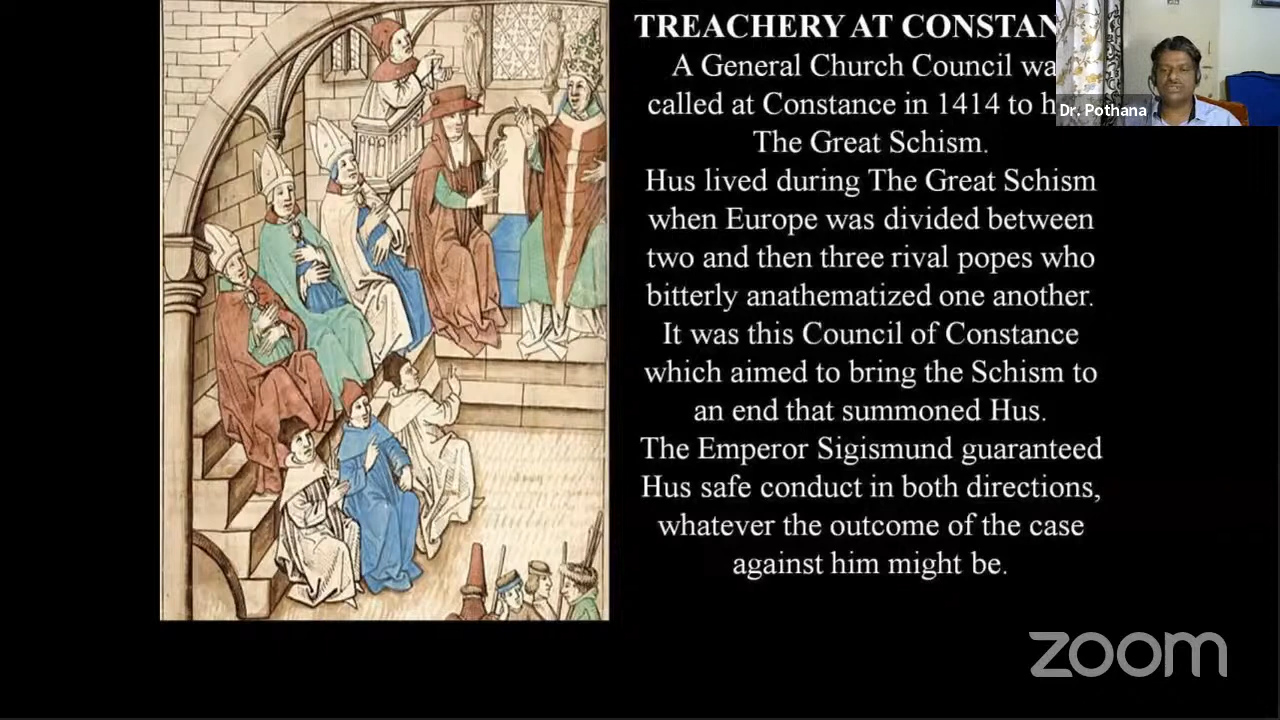 TREACHERY AT CONSTAN
A General Church Council wa
called at Constance in 1414 to h
The Great Schism.
Hus lived during The Great Schism
when Europe was divided between
two and then three rival popes who
bitterly anathematized one another.
It was this Council of Constance
which aimed to bring the Schism to
an end that summoned Hus.
The Emperor Sigismund guaranteed
Hus safe conduct in both directions,
whatever the outcome of the case
against him might be.
Dr. Pothana
zoom